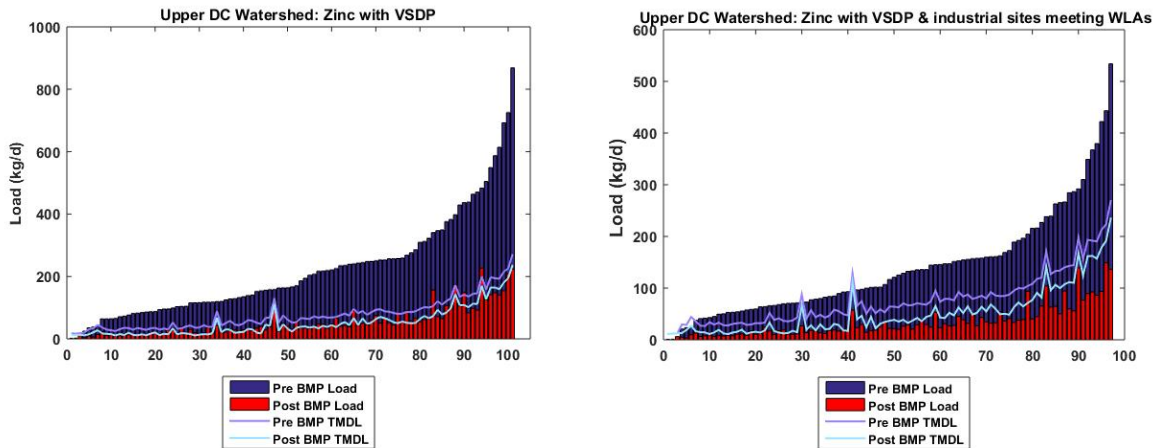 Upper DC Watershed: Zinc with VSDP
1000
800
600
400
200
0
Load (kg/d)
0 10 20 30 40 50 60 70 80 90 100
Pre BMP Load
Post BMP Load
Pre BMP TMDL
Post BMP TMDL
Upper DC Watershed: Zinc with VSDP & industrial sites meeting WLAs
600
500
400
300
200
100
0
Load (kg/d)
0 10 20 30 40 50 60 70 80 90 100
Pre BMP Load
Post BMP Load
Pre BMP TMDL
Post BMP TMDL